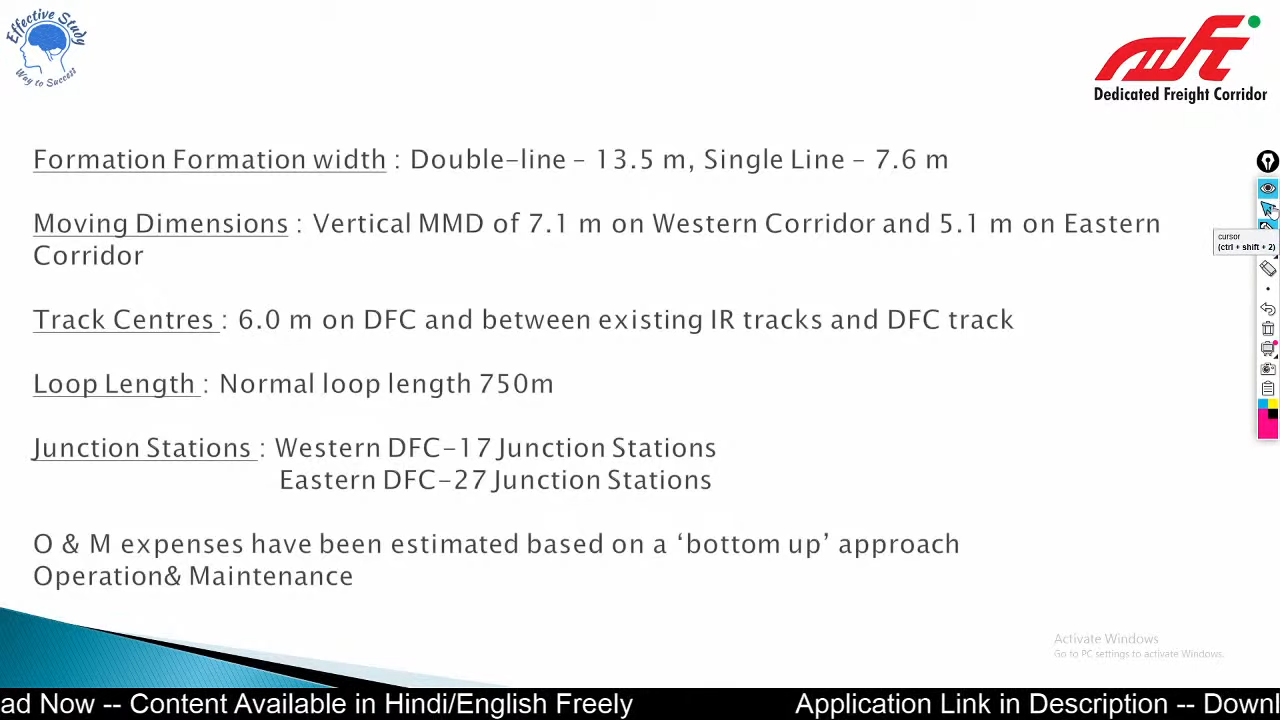 Effective Study
Way to Success
Dedicated Freight Corridor
Formation Formation width : Double-line – 13.5 m, Single Line – 7.6 m
Moving Dimensions : Vertical MMD of 7.1 m on Western Corridor and 5.1 m on Eastern
Corridor
Track Centres : 6.0 m on DFC and between existing IR tracks and DFC track
Loop Length : Normal loop length 750m
Junction Stations : Western DFC-17 Junction Stations
Eastern DFC-27 Junction Stations
O & M expenses have been estimated based on a ‘bottom up’ approach
Operation& Maintenance
cursor
(ctrl + shift + 2)
Activate Windows
Go to PC settings to activate Windows.
ad Now -- Content Available in Hindi/English Freely Application Link in Description -- Downl